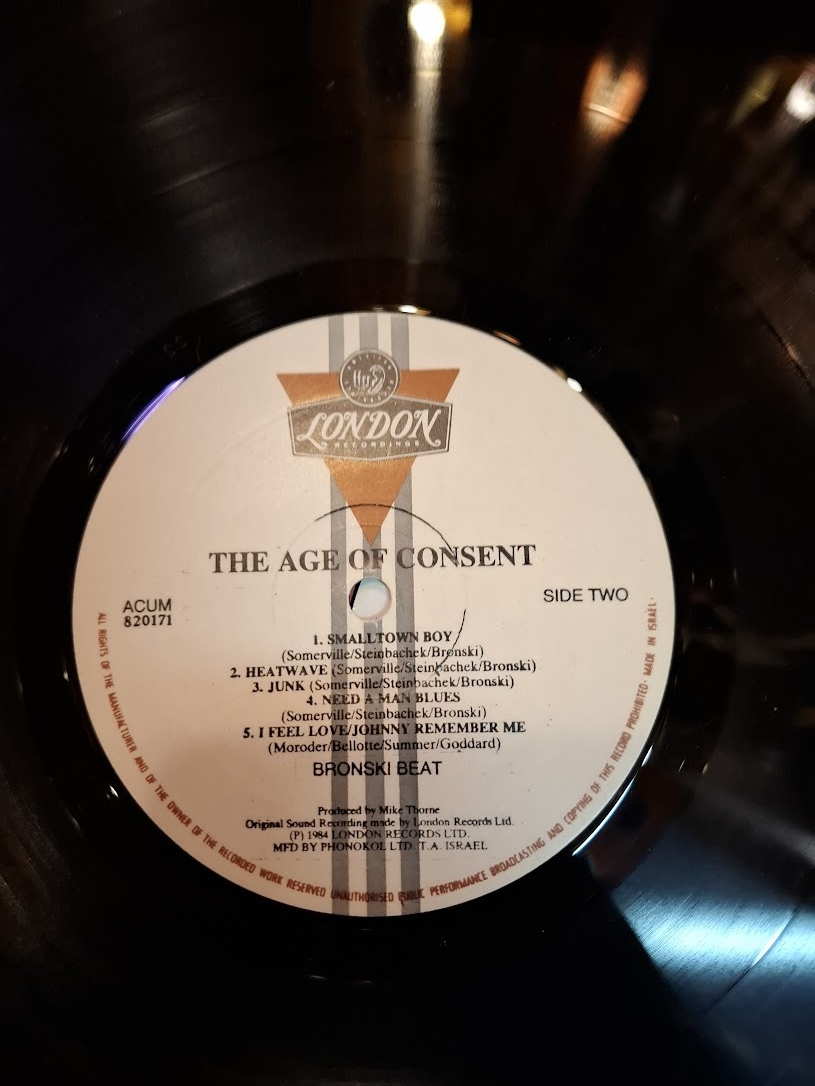 LONDON
RECORDINGS
THE AGE OF CONSENT
ACUM
820171
SIDE TWO
1. SMALLTOWN BOY
(Somerville/Steinbachek/Bronski)
2. HEATWAVE (Somerville/Steinbachek/Bronski)
3. JUNK (Somerville/Steinbachek/Bronski)
4. NEED A MAN BLUES
(Somerville/Steinbachek/Bronski)
5. I FEEL LOVE/JOHNNY REMEMBER ME
(Moroder/Bellotte/Summer/Goddard)
BRONSKI BEAT
Produced by Mike Thorne
Original Sound Recording made by London Records Ltd.
(P) 1984 LONDON RECORDS LTD.
MFD BY PHONOKOL LTD. T.A. ISRAEL
ALL RIGHTS OF THE MANUFACTURER AND OF THE OWNER OF THE RECORDED WORK RESERVED UNAUTHORISED PUBLIC PERFORMANCE BROADCASTING AND COPYING OF THIS RECORD PROHIBITED· MADE IN ISRAEL·